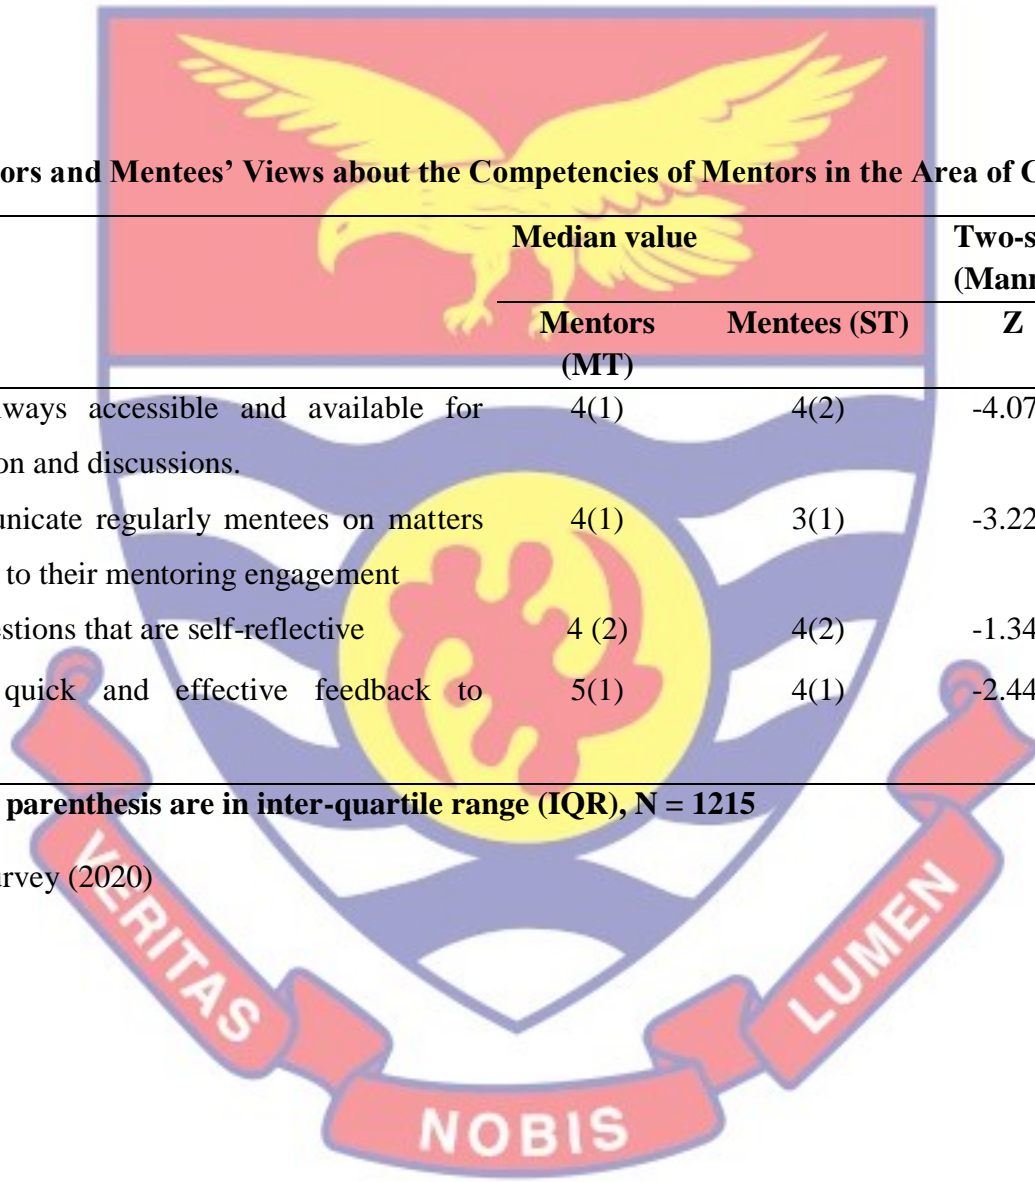 tors and Mentees' Views about the Competencies of Mentors in the Area of C
Median value Two-s
(Mann
Mentors Mentees (ST) Z
(MT)
lways accessible and available for 4(1) 4(2) -4.07
on and discussions.
unicate regularly mentees on matters 4(1) 3(1) -3.22
to their mentoring engagement
estions that are self-reflective 4 (2) 4(2) -1.34
quick and effective feedback to 5(1) 4(1) -2.44
parenthesis are in inter-quartile range (IQR), N = 1215
urvey (2020)
VERITAS
NOBIS
LUMEN